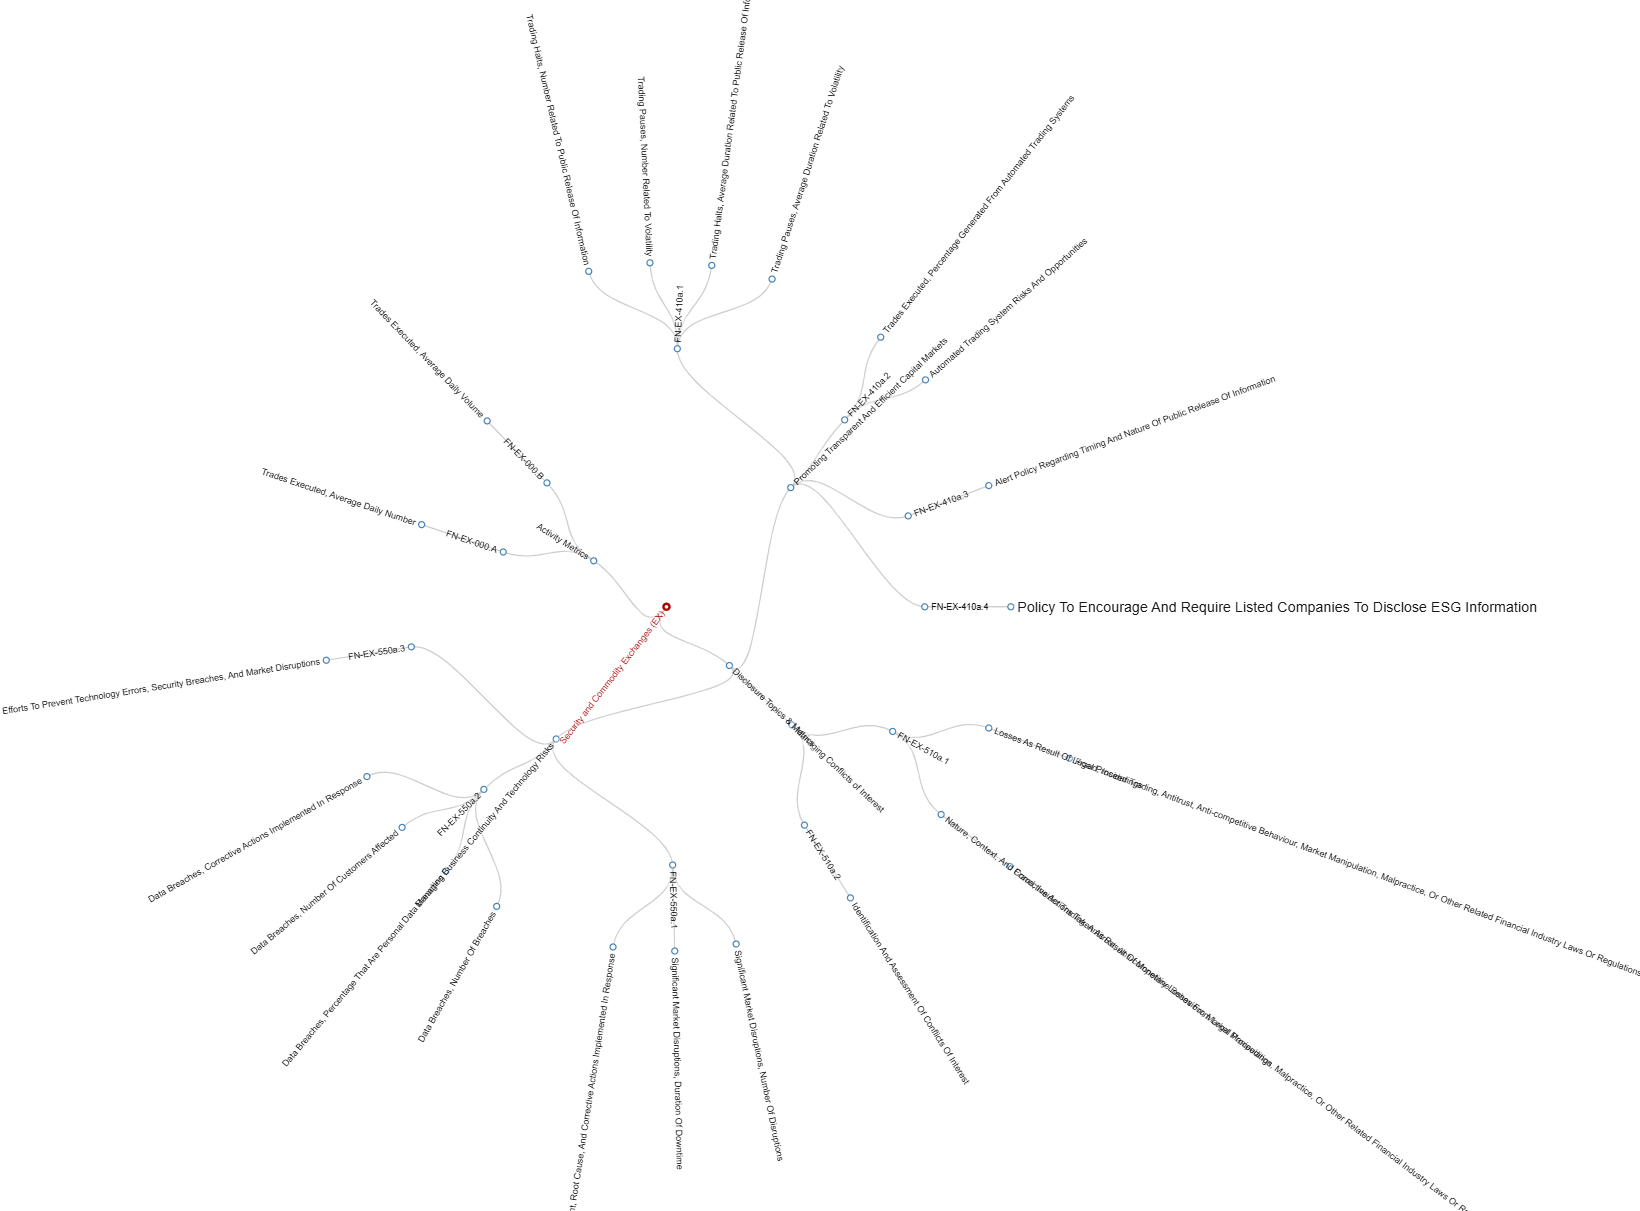 Trading Halts, Number Related To Public Release Of Information
Trading Pauses, Number Related To Volatility
Trading Halts, Average Duration Related To Public Release Of
Trading Pauses, Average Duration Related To Volatility
FN-EX-410a.1
Trades Executed, Percentage Generated From Automated Trading Systems
Automated Trading System Risks And Opportunities
FN-EX-410a.2
Promoting Transparent And Efficient Capital Markets
Alert Policy Regarding Timing And Nature Of Public Release Of Information
FN-EX-410a.3
FN-EX-410a.4
Policy To Encourage And Require Listed Companies To Disclose ESG Information
Trades Executed, Average Daily Volume
FN-EX-000.B
Trades Executed, Average Daily Number
FN-EX-000.A
Activity Metrics
Security and Commodity Exchanges (EX)
Disclosure Topics & Metrics
Managing Conflicts of Interest
FN-EX-510a.1
Losses As Result Of Legal Proceedings
Fraud, Insider Trading, Antitrust, Anti-competitive Behaviour, Market Manipulation, Malpractice, Or Other Related Financial Industry Laws Or Regulations
Nature, Context, And Corrective Actions Taken As Result Of Monetary Losses From Legal Proceedings
Malpractice, Or Other Related Financial Industry Laws Or
FN-EX-510a.2
Identification And Assessment Of Conflicts Of Interest
FN-EX-550a.3
Efforts To Prevent Technology Errors, Security Breaches, And Market Disruptions
Managing Business Continuity And Technology Risks
FN-EX-550a.2
Data Breaches, Corrective Actions Implemented In Response
Data Breaches, Number Of Customers Affected
Data Breaches, Percentage That Are Personal Data
Data Breaches, Number Of Breaches
FN-EX-550a.1
Root Cause, And Corrective Actions Implemented In Response
Significant Market Disruptions, Duration Of Downtime
Significant Market Disruptions, Number Of Disruptions